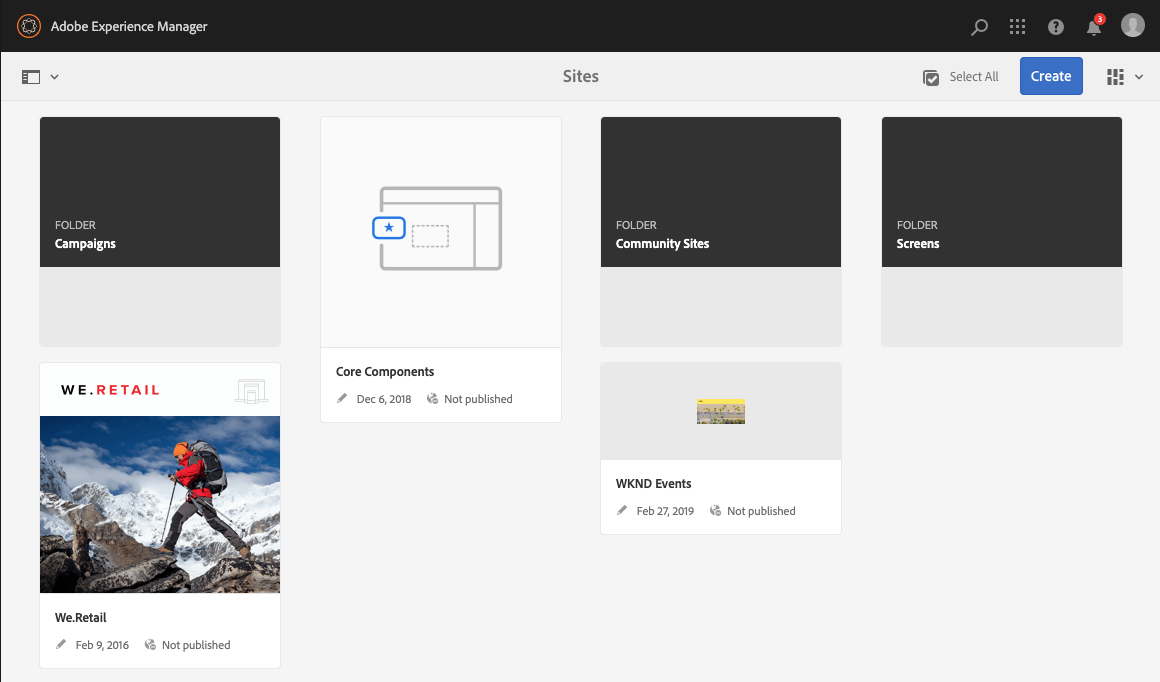 Adobe Experience Manager
3
Sites
Select All
Create
FOLDER
Campaigns
Core Components
Dec 6, 2018 Not published
FOLDER
Community Sites
FOLDER
Screens
WE.RETAIL
We.Retail
Feb 9, 2016 Not published
WKND Events
Feb 27, 2019 Not published